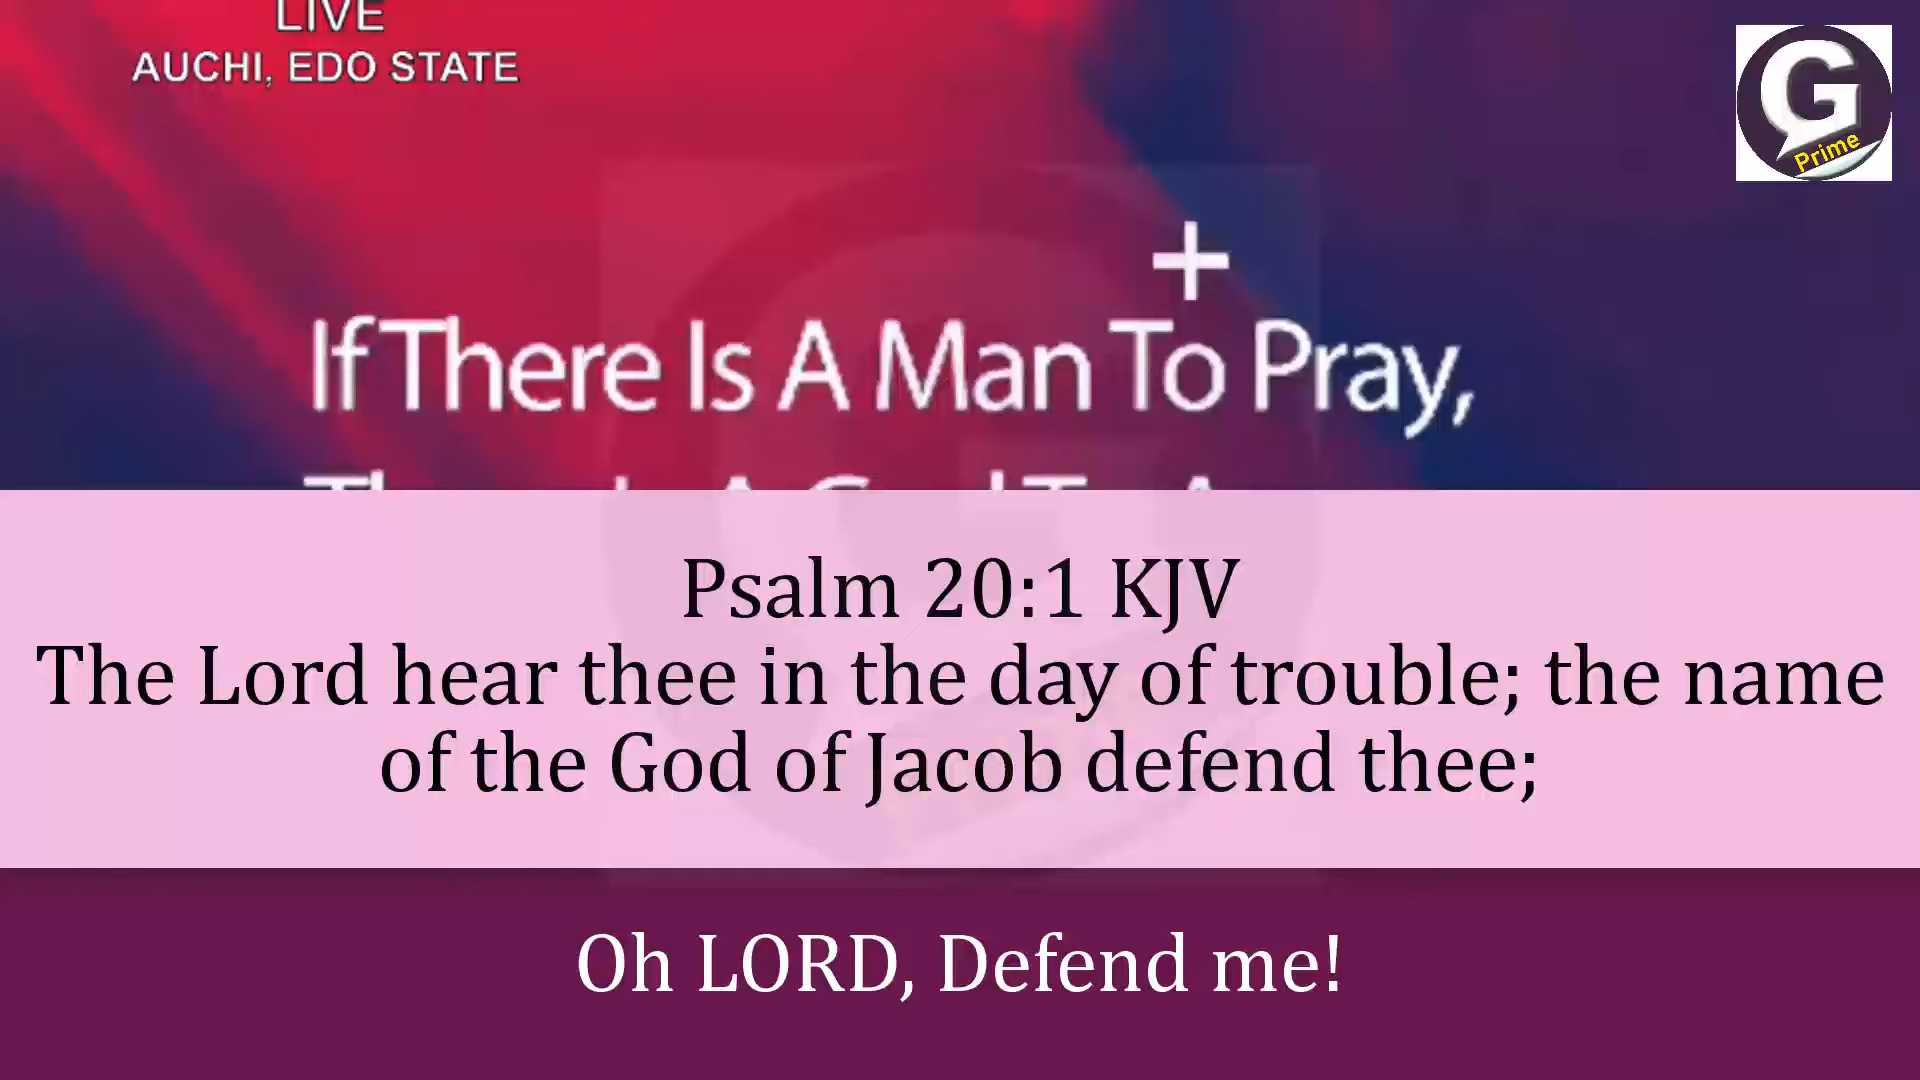 LIVE
AUCHI, EDO STATE
G
Prime
If There Is A Man To Pray,
Psalm 20:1 KJV
The Lord hear thee in the day of trouble; the name
of the God of Jacob defend thee;
Oh LORD, Defend me!